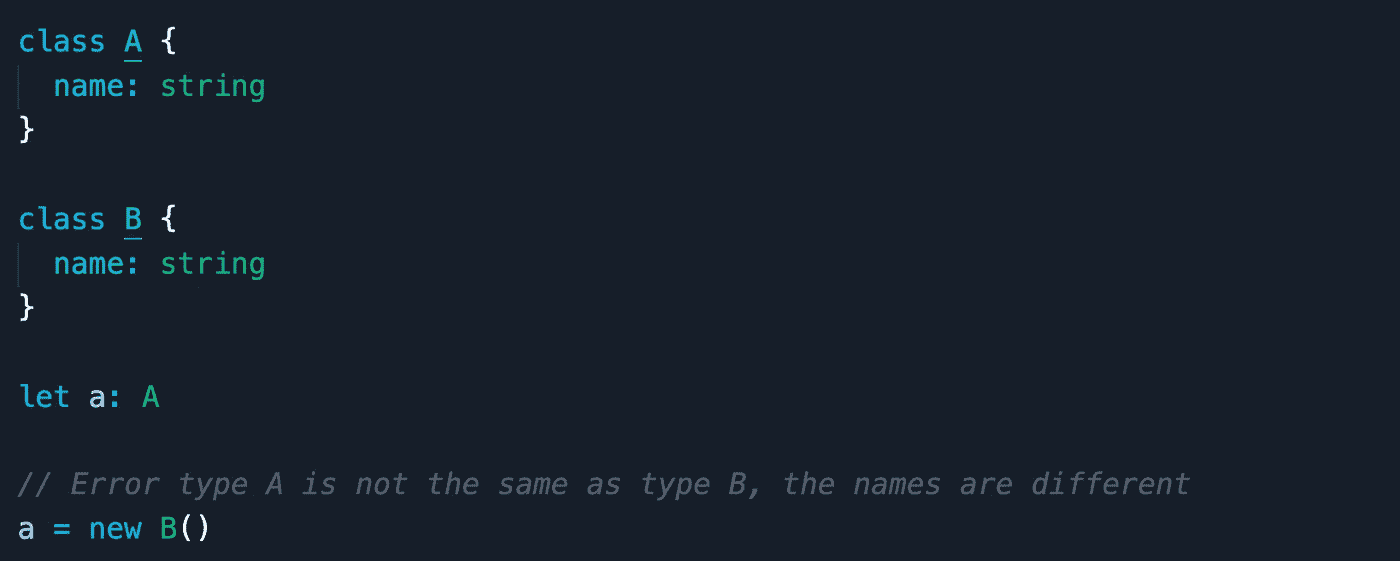 class A {
  name: string
}
class B {
  name: string
}
let a: A
// Error type A is not the same as type B, the names are different
a = new B()